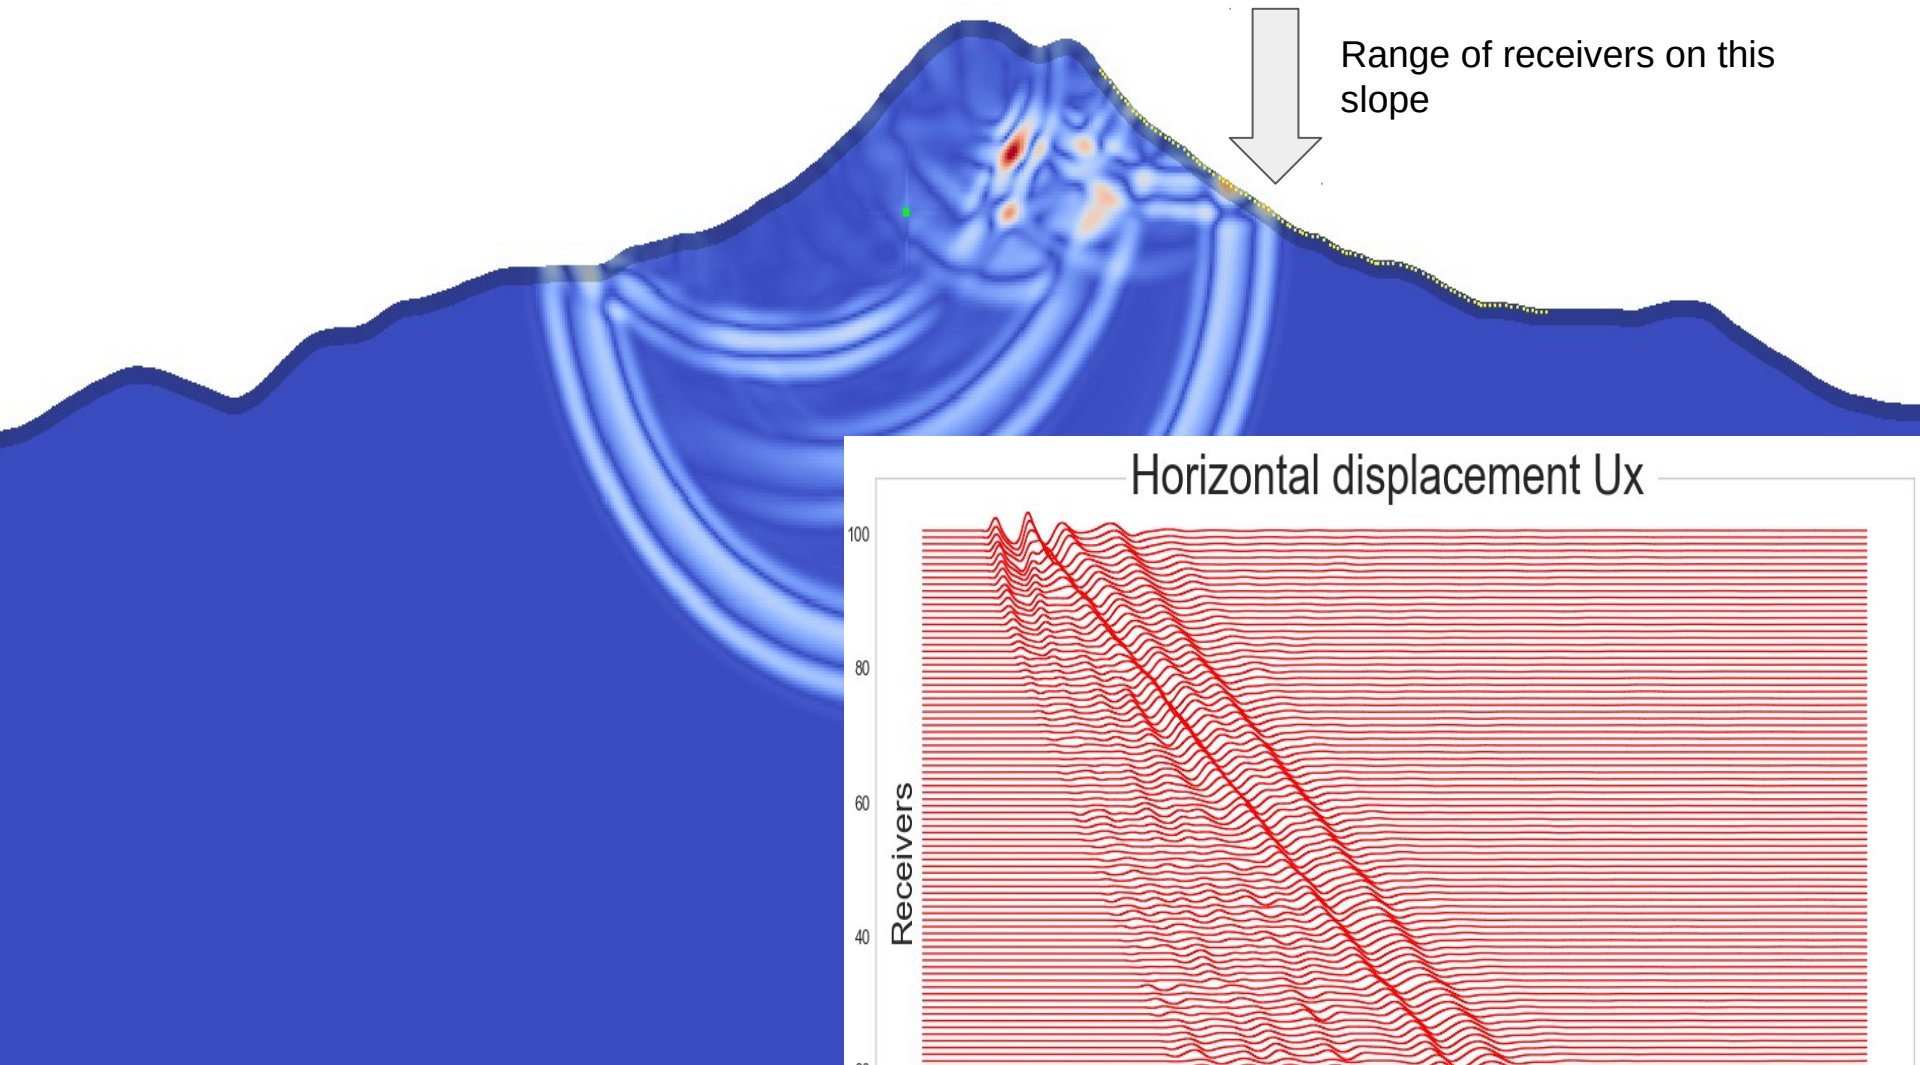 Range of receivers on this
slope
Horizontal displacement Ux
100
80
60
40
Receivers